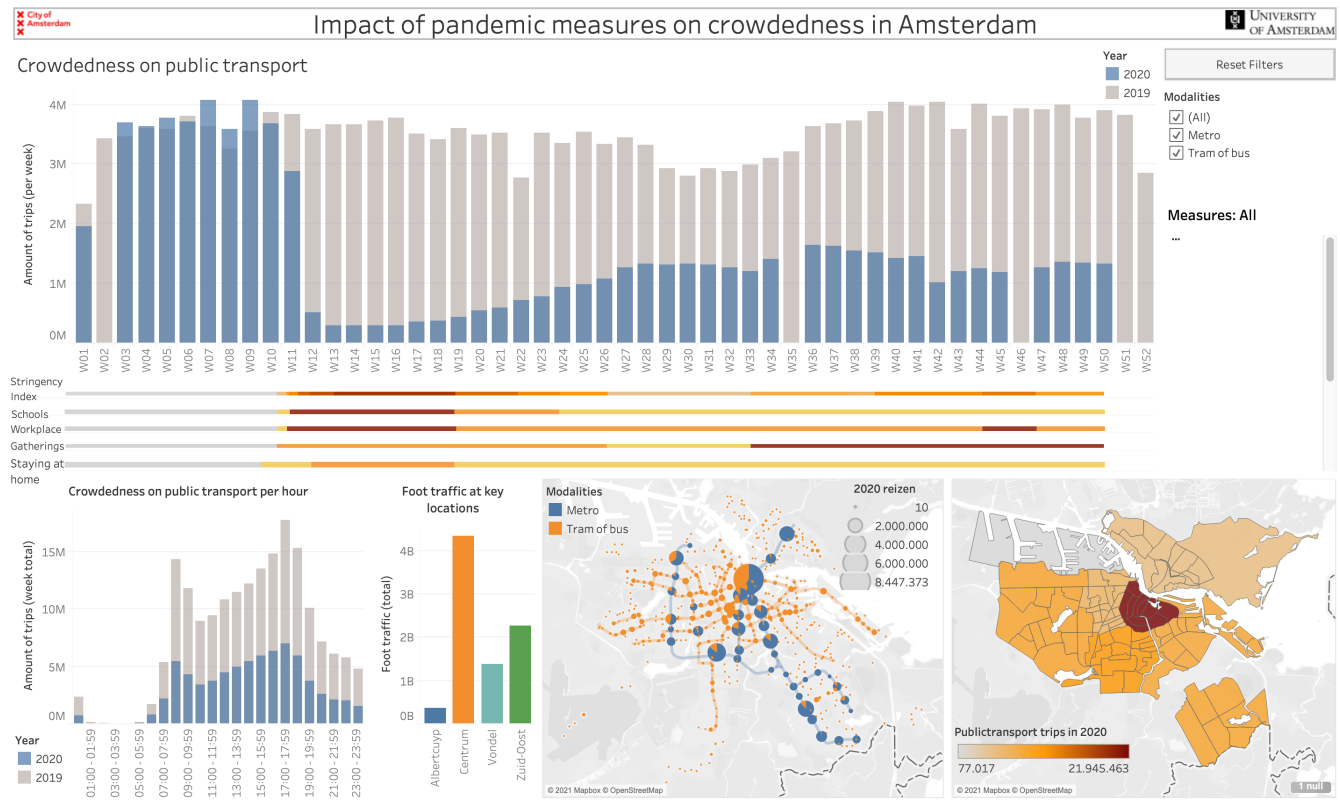 City of
Amsterdam
Impact of pandemic measures on crowdedness in Amsterdam
UNIVERSITY
OF AMSTERDAM
Crowdedness on public transport
Year
2020
2019
Reset Filters
Modalities
(All)
Metro
Tram of bus
Measures: All
...
Amount of trips (per week)
4M
3M
2M
1M
0M
W01
W02
W03
W04
W05
W06
W07
W08
W09
W10
W11
W12
W13
W14
W15
W16
W17
W18
W19
W20
W21
W22
W23
W24
W25
W26
W27
W28
W29
W30
W31
W32
W33
W34
W35
W36
W37
W38
W39
W40
W41
W42
W43
W44
W45
W46
W47
W48
W49
W50
W51
W52
Stringency
Index
Schools
Workplace
Gatherings
Staying at
home
Crowdedness on public transport per hour
Amount of trips (week total)
15M
10M
5M
0M
01:00 - 01:59
03:00 - 03:59
05:00 - 05:59
07:00 - 07:59
09:00 - 09:59
11:00 - 11:59
13:00 - 13:59
15:00 - 15:59
17:00 - 17:59
19:00 - 19:59
21:00 - 21:59
23:00 - 23:59
Year
2020
2019
Foot traffic at key
locations
Foot traffic (total)
4B
3B
2B
1B
0B
Albertcuyp
Centrum
Vondel
Zuid-Oost
Modalities
Metro
Tram of bus
2020 reizen
10
2.000.000
4.000.000
6.000.000
8.447.373
© 2021 Mapbox © OpenStreetMap
Publictransport trips in 2020
77.017
21.945.463
© 2021 Mapbox © OpenStreetMap
1 null